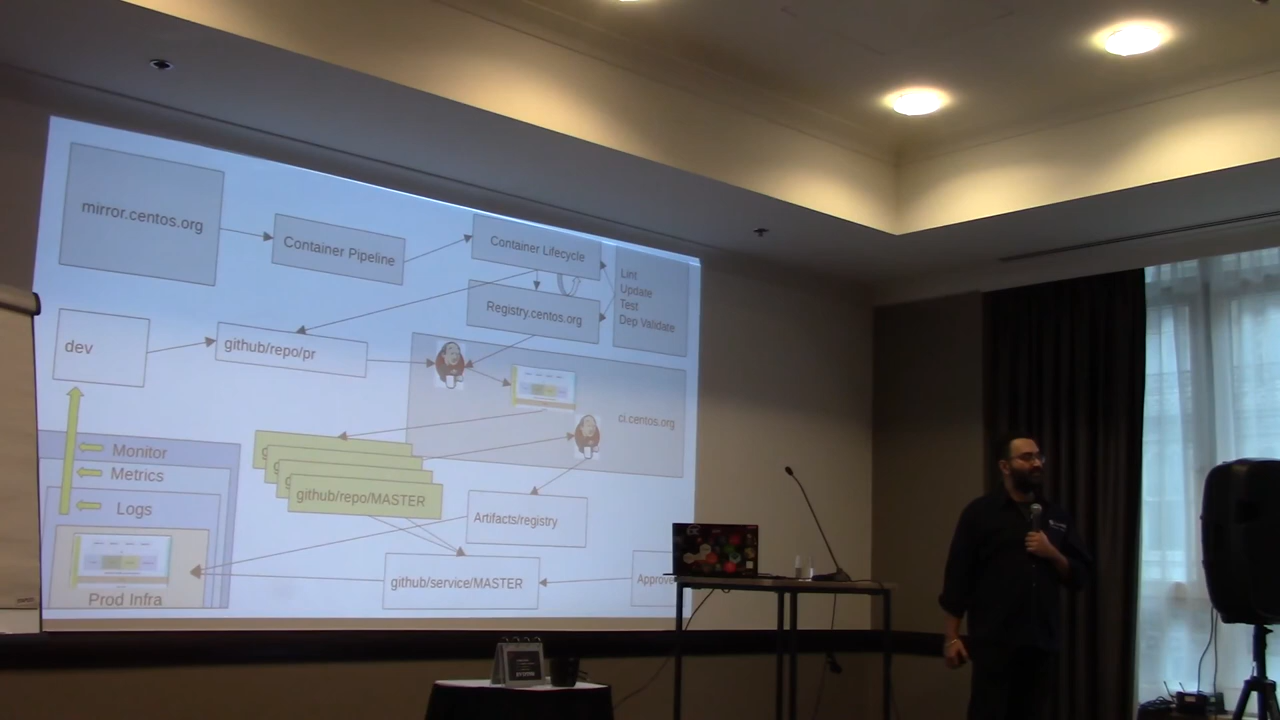 mirror.centos.org
Container Pipeline
Container Lifecycle
Lint
Update
Test
Dep Validate
Registry.centos.org
dev
github/repo/pr
ci.centos.org
Monitor
Metrics
Logs
g
g
g
github/repo/MASTER
Artifacts/registry
Prod Infra
github/service/MASTER
Approve